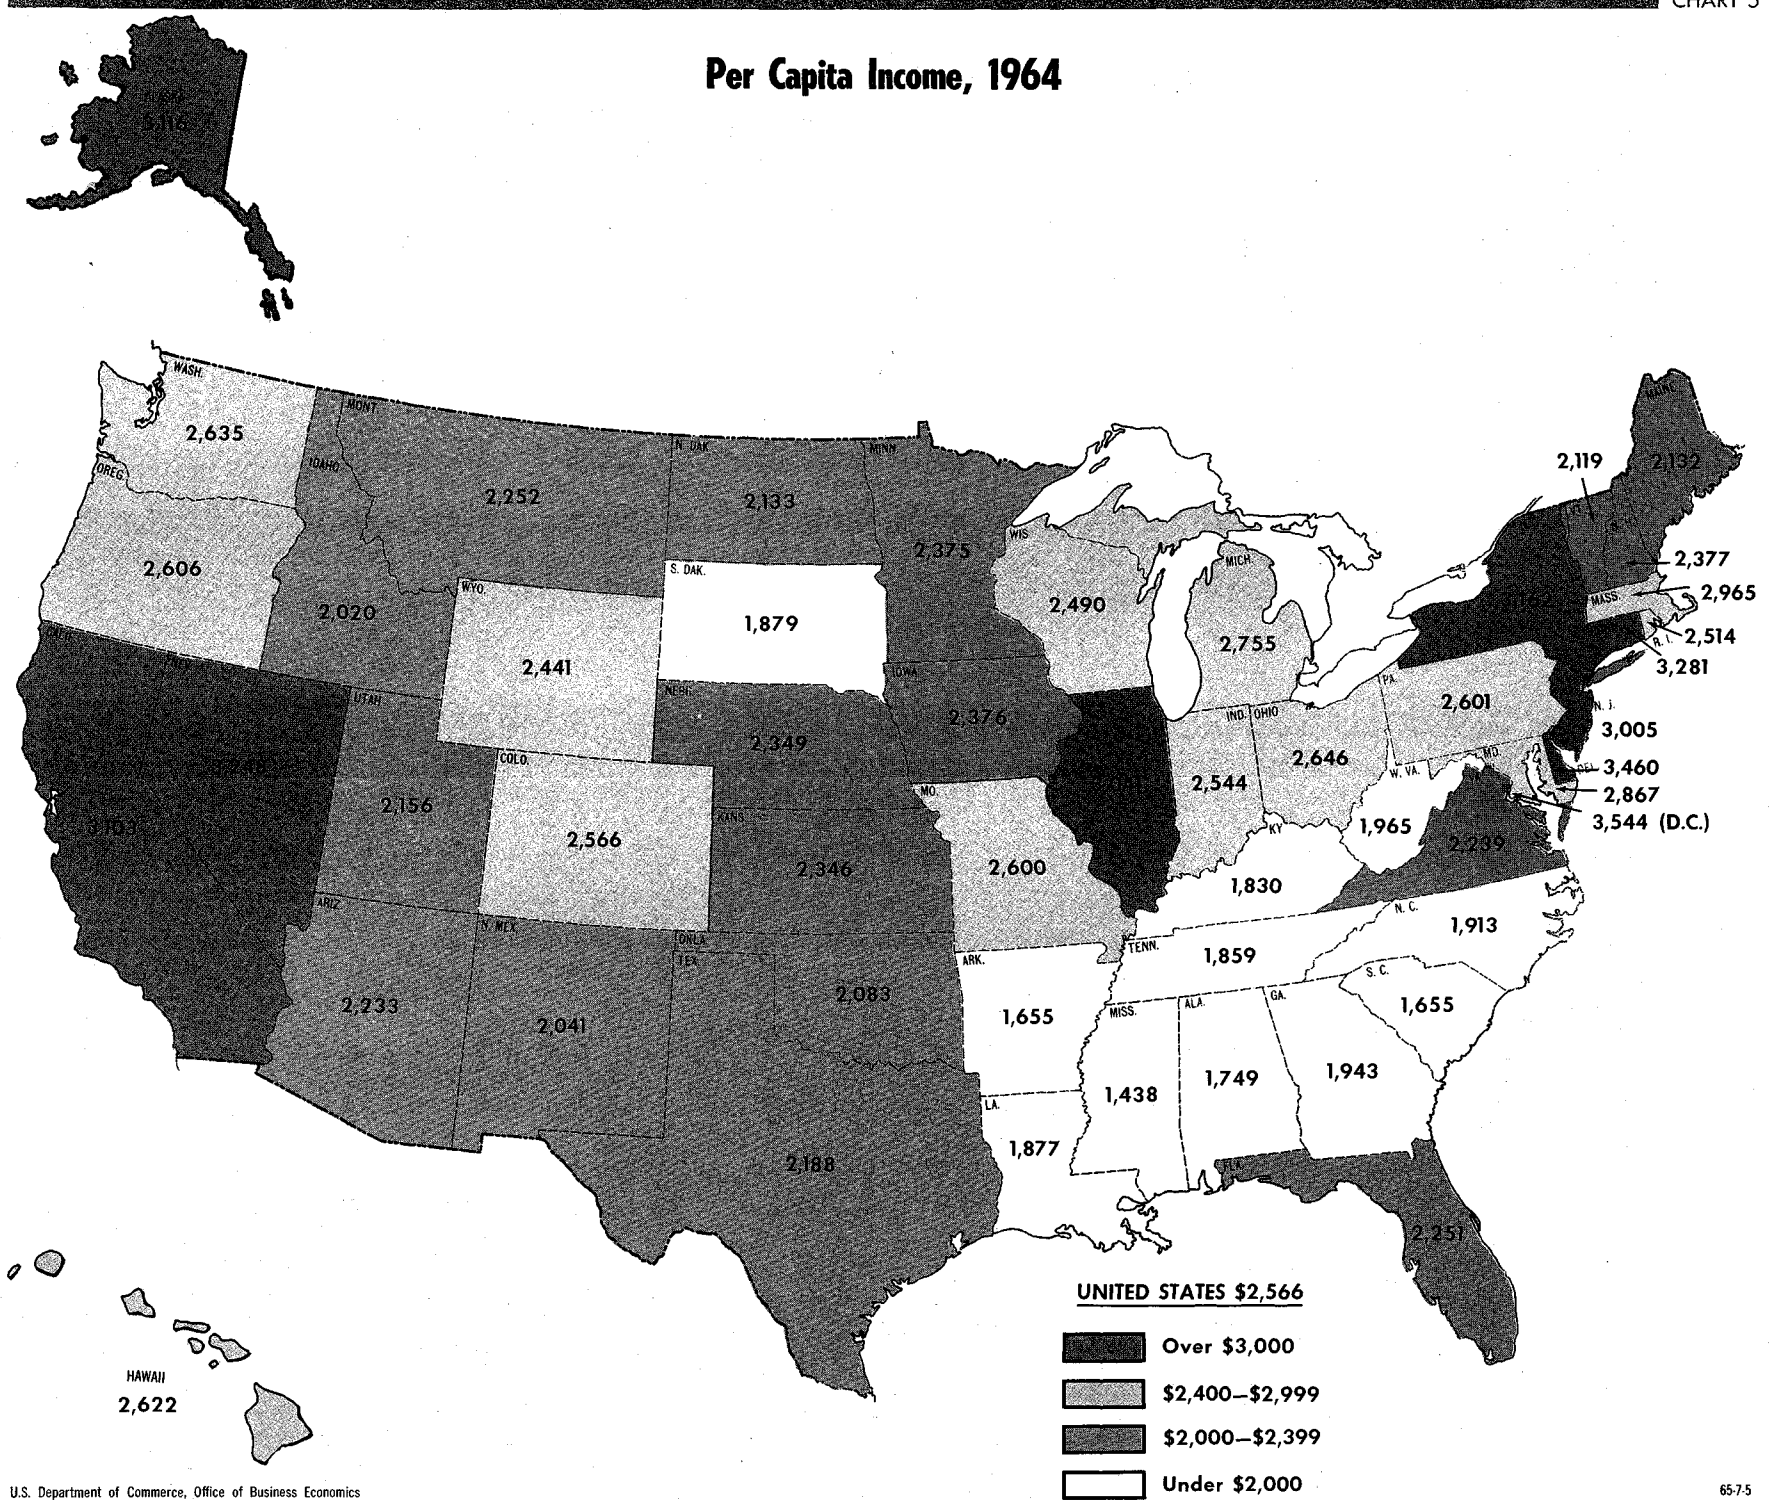 CHART 5
Per Capita Income, 1964
3,116
WASH.
2,635
OREG.
2,606
MONT.
2,252
IDAHO
2,020
N. DAK.
2,133
MINN.
2,375
S. DAK.
1,879
WYO.
2,441
WIS.
2,490
MICH.
2,755
MAINE
2,132
2,119
2,377
MASS.
2,965
2,514
R. I.
3,281
CALIF.
3,103
NEV.
UTAH
2,156
COLO.
2,566
NEBR.
2,349
IOWA
2,376
KANS.
2,346
MO.
2,600
IND.
2,544
OHIO
2,646
PA.
2,601
N. J.
3,005
DEL.
3,460
MD.
2,867
3,544 (D.C.)
W. VA.
1,965
2,239
KY.
1,830
ARIZ.
2,233
N. MEX.
2,041
OKLA.
2,083
TEX.
2,188
ARK.
1,655
TENN.
1,859
N. C.
1,913
S. C.
1,655
MISS.
1,438
ALA.
1,749
GA.
1,943
LA.
1,877
FLA.
2,251
HAWAII
2,622
UNITED STATES $2,566
Over $3,000
$2,400—$2,999
$2,000—$2,399
Under $2,000
U.S. Department of Commerce, Office of Business Economics
65-7-5